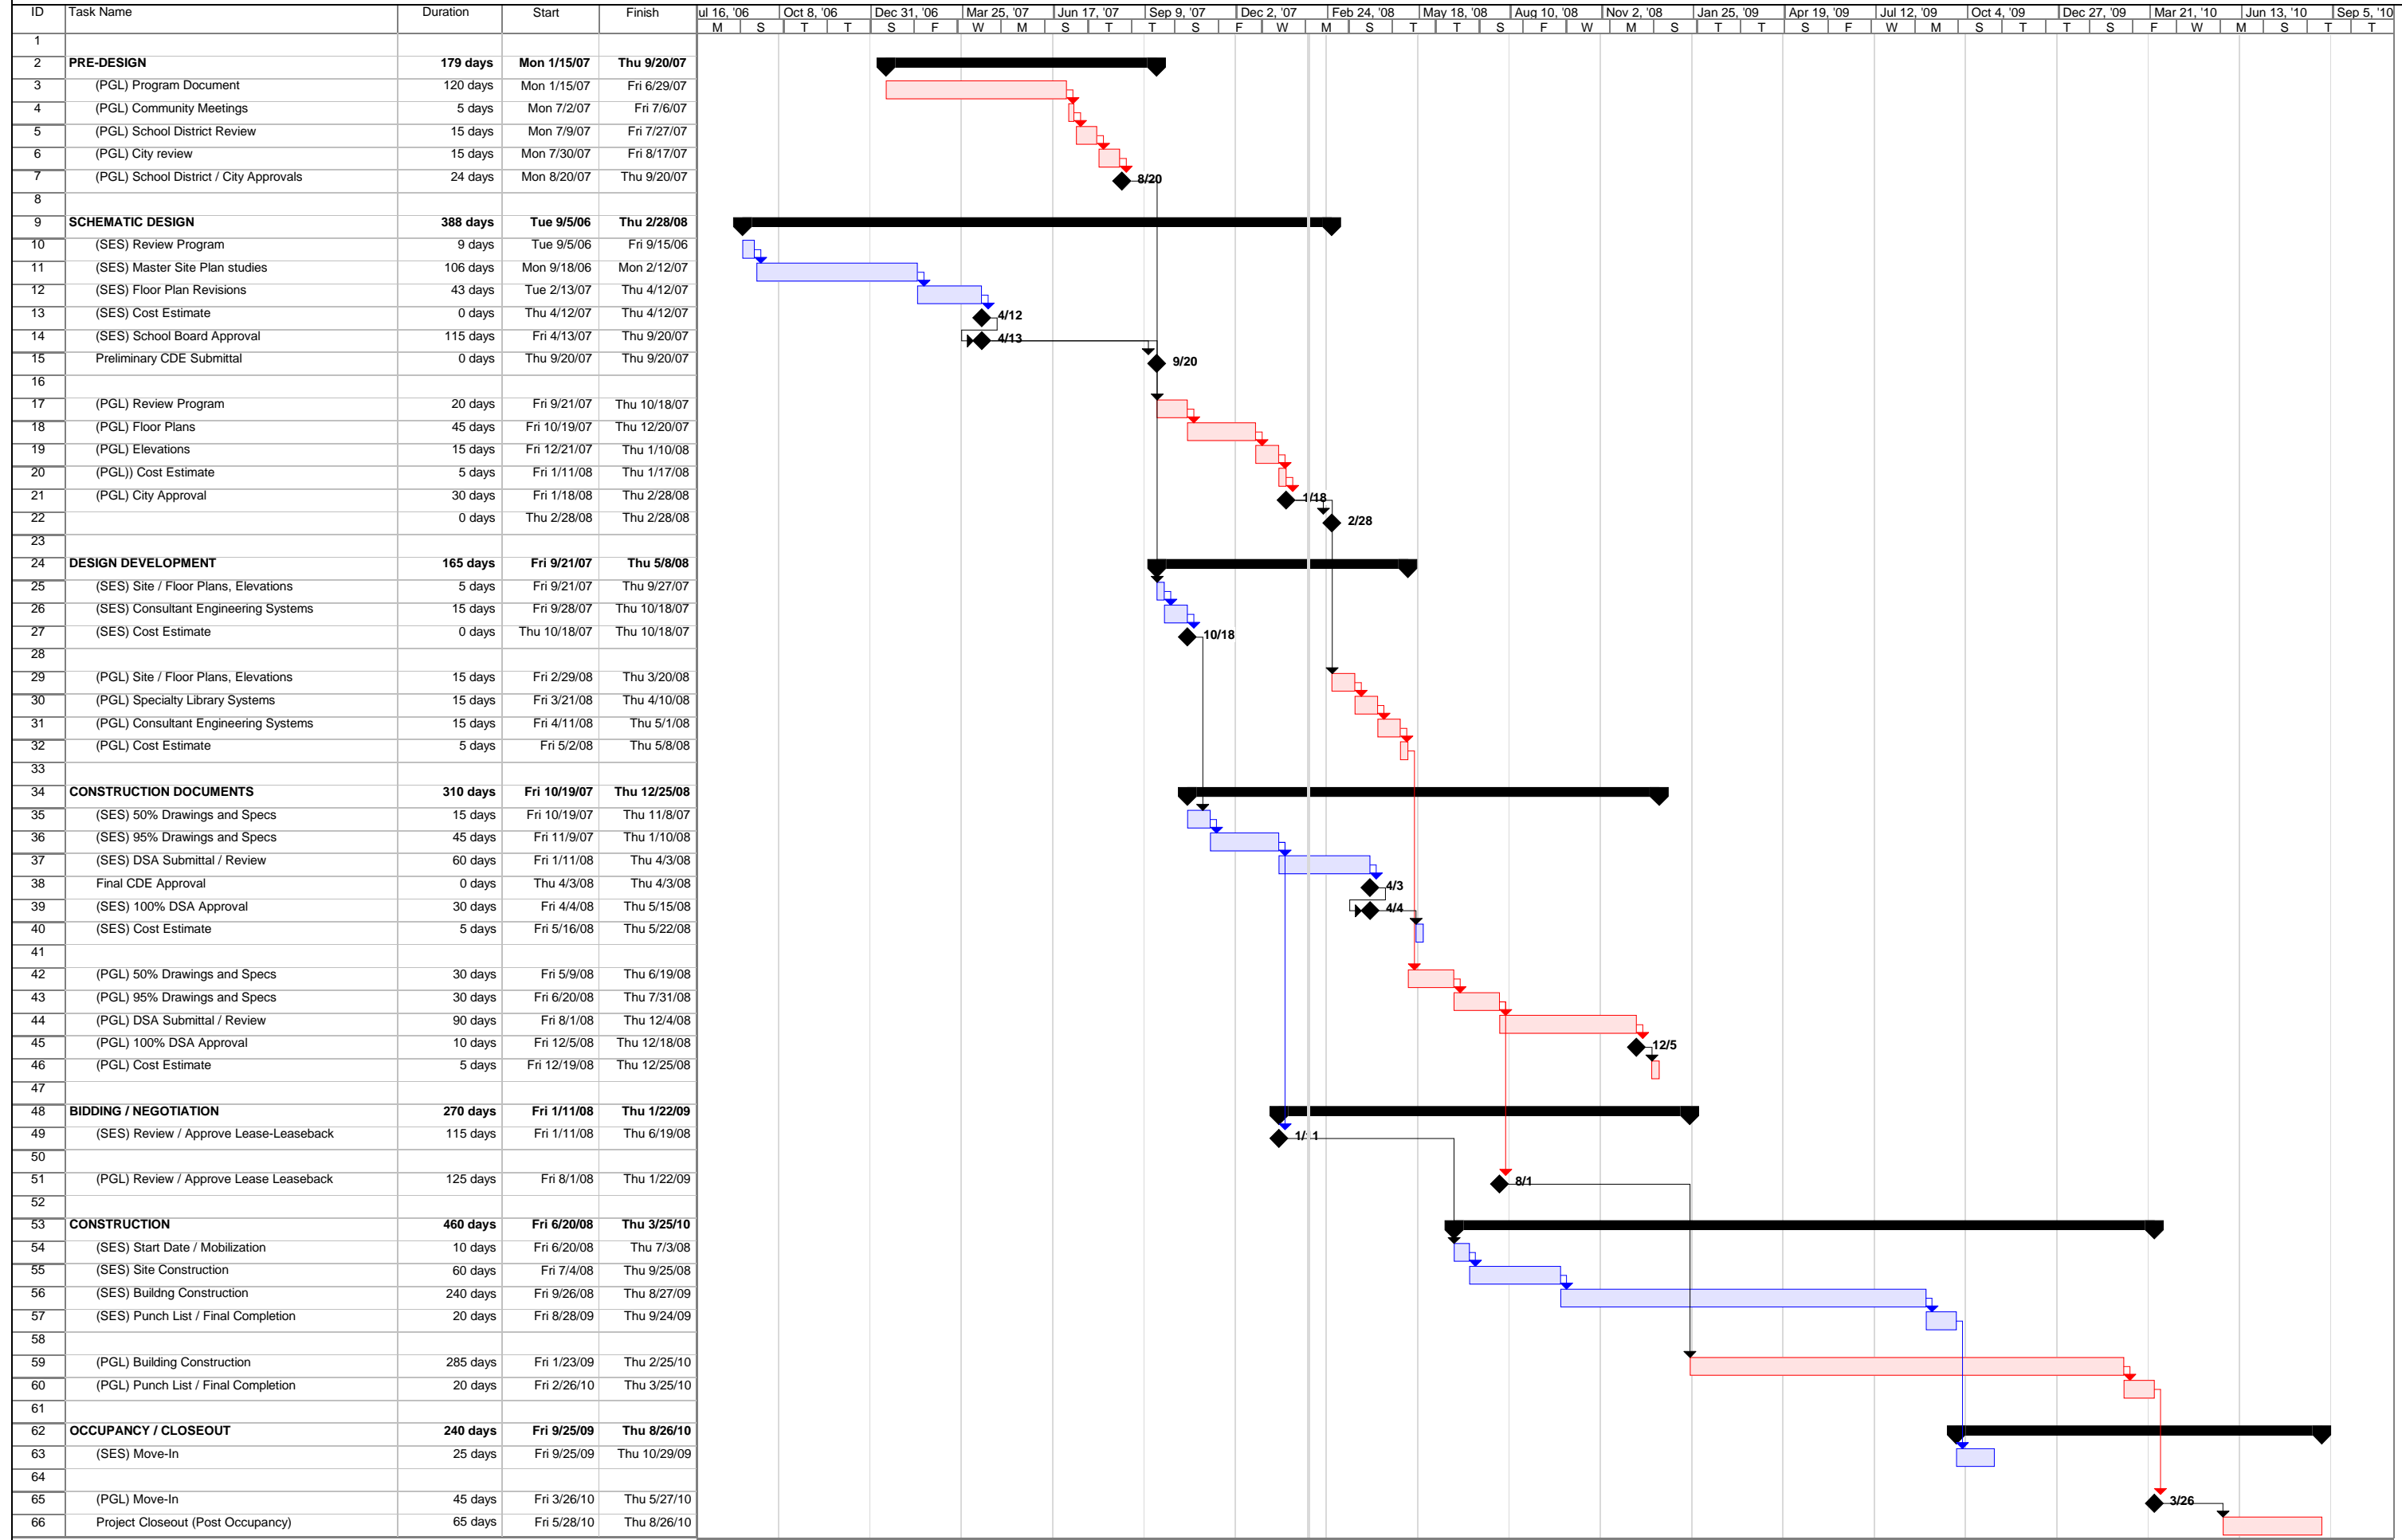 ID Task Name Duration Start Finish ul 16, '06 Oct 8, '06 Dec 31, '06 Mar 25, '07 Jun 17, '07 Sep 9, '07 Dec 2, '07 Feb 24, '08 May 18, '08 Aug 10, '08 Nov 2, '08 Jan 25, '09 Apr 19, '09 Jul 12, '09 Oct 4, '09 Dec 27, '09 Mar 21, '10 Jun 13, '10 Sep 5, '10
M S T T S F W M S T T S F W M S T T S F W M S T T S F W M S T T S F W M S T
1
2 PRE-DESIGN 179 days Mon 1/15/07 Thu 9/20/07
3 (PGL) Program Document 120 days Mon 1/15/07 Fri 6/29/07
4 (PGL) Community Meetings 5 days Mon 7/2/07 Fri 7/6/07
5 (PGL) School District Review 15 days Mon 7/9/07 Fri 7/27/07
6 (PGL) City review 15 days Mon 7/30/07 Fri 8/17/07
7 (PGL) School District / City Approvals 24 days Mon 8/20/07 Thu 9/20/07 8/20
8
9 SCHEMATIC DESIGN 388 days Tue 9/5/06 Thu 2/28/08
10 (SES) Review Program 9 days Tue 9/5/06 Fri 9/15/06
11 (SES) Master Site Plan studies 106 days Mon 9/18/06 Mon 2/12/07
12 (SES) Floor Plan Revisions 43 days Tue 2/13/07 Thu 4/12/07
13 (SES) Cost Estimate 0 days Thu 4/12/07 Thu 4/12/07 4/12
14 (SES) School Board Approval 115 days Fri 4/13/07 Thu 9/20/07 4/13
15 Preliminary CDE Submittal 0 days Thu 9/20/07 Thu 9/20/07 9/20
16
17 (PGL) Review Program 20 days Fri 9/21/07 Thu 10/18/07
18 (PGL) Floor Plans 45 days Fri 10/19/07 Thu 12/20/07
19 (PGL) Elevations 15 days Fri 12/21/07 Thu 1/10/08
20 (PGL)) Cost Estimate 5 days Fri 1/11/08 Thu 1/17/08
21 (PGL) City Approval 30 days Fri 1/18/08 Thu 2/28/08 1/18
22 0 days Thu 2/28/08 Thu 2/28/08 2/28
23
24 DESIGN DEVELOPMENT 165 days Fri 9/21/07 Thu 5/8/08
25 (SES) Site / Floor Plans, Elevations 5 days Fri 9/21/07 Thu 9/27/07
26 (SES) Consultant Engineering Systems 15 days Fri 9/28/07 Thu 10/18/07
27 (SES) Cost Estimate 0 days Thu 10/18/07 Thu 10/18/07 10/18
28
29 (PGL) Site / Floor Plans, Elevations 15 days Fri 2/29/08 Thu 3/20/08
30 (PGL) Specialty Library Systems 15 days Fri 3/21/08 Thu 4/10/08
31 (PGL) Consultant Engineering Systems 15 days Fri 4/11/08 Thu 5/1/08
32 (PGL) Cost Estimate 5 days Fri 5/2/08 Thu 5/8/08
33
34 CONSTRUCTION DOCUMENTS 310 days Fri 10/19/07 Thu 12/25/08
35 (SES) 50% Drawings and Specs 15 days Fri 10/19/07 Thu 11/8/07
36 (SES) 95% Drawings and Specs 45 days Fri 11/9/07 Thu 1/10/08
37 (SES) DSA Submittal / Review 60 days Fri 1/11/08 Thu 4/3/08
38 Final CDE Approval 0 days Thu 4/3/08 Thu 4/3/08 4/3
39 (SES) 100% DSA Approval 30 days Fri 4/4/08 Thu 5/15/08 4/4
40 (SES) Cost Estimate 5 days Fri 5/16/08 Thu 5/22/08
41
42 (PGL) 50% Drawings and Specs 30 days Fri 5/9/08 Thu 6/19/08
43 (PGL) 95% Drawings and Specs 30 days Fri 6/20/08 Thu 7/31/08
44 (PGL) DSA Submittal / Review 90 days Fri 8/1/08 Thu 12/4/08
45 (PGL) 100% DSA Approval 10 days Fri 12/5/08 Thu 12/18/08 12/5
46 (PGL) Cost Estimate 5 days Fri 12/19/08 Thu 12/25/08
47
48 BIDDING / NEGOTIATION 270 days Fri 1/11/08 Thu 1/22/09
49 (SES) Review / Approve Lease-Leaseback 115 days Fri 1/11/08 Thu 6/19/08 1/11
50
51 (PGL) Review / Approve Lease Leaseback 125 days Fri 8/1/08 Thu 1/22/09 8/1
52
53 CONSTRUCTION 460 days Fri 6/20/08 Thu 3/25/10
54 (SES) Start Date / Mobilization 10 days Fri 6/20/08 Thu 7/3/08
55 (SES) Site Construction 60 days Fri 7/4/08 Thu 9/25/08
56 (SES) Buildng Construction 240 days Fri 9/26/08 Thu 8/27/09
57 (SES) Punch List / Final Completion 20 days Fri 8/28/09 Thu 9/24/09
58
59 (PGL) Building Construction 285 days Fri 1/23/09 Thu 2/25/10
60 (PGL) Punch List / Final Completion 20 days Fri 2/26/10 Thu 3/25/10
61
62 OCCUPANCY / CLOSEOUT 240 days Fri 9/25/09 Thu 8/26/10
63 (SES) Move-In 25 days Fri 9/25/09 Thu 10/29/09
64
65 (PGL) Move-In 45 days Fri 3/26/10 Thu 5/27/10 3/26
66 Project Closeout (Post Occupancy) 65 days Fri 5/28/10 Thu 8/26/10